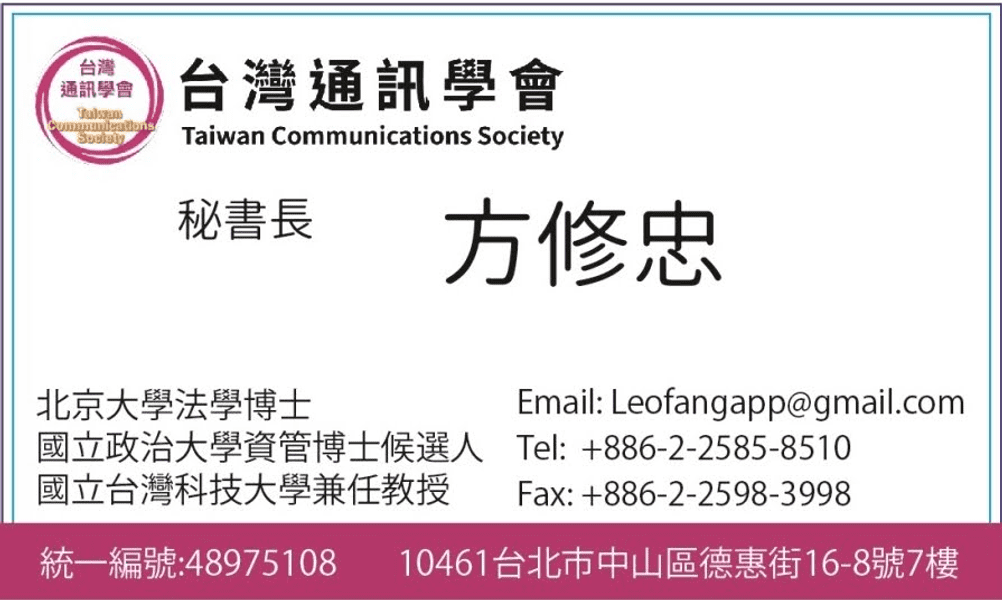 台灣
通訊學會
Taiwan
Communications
Society
台灣通訊學會
Taiwan Communications Society
秘書長
方修忠
北京大學法學博士
國立政治大學資管博士候選人
國立台灣科技大學兼任教授
Email: Leofangapp@gmail.com
Tel: +886-2-2585-8510
Fax: +886-2-2598-3998
統一編號:48975108
10461台北市中山區德惠街16-8號7樓